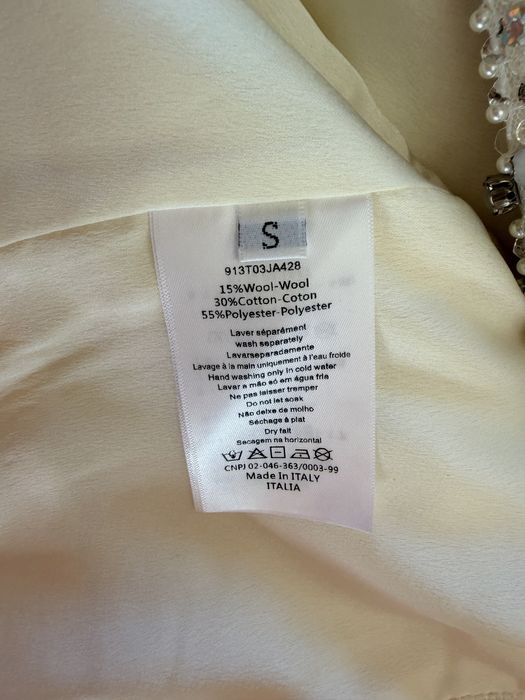 S
913T03JA428
15%Wool-Wool
30%Cotton-Coton
55%Polyester-Polyester
Laver séparément
wash separately
Lavarseparadamente
Lavage à la main uniquement à l'eau froide
Hand washing only in cold water
Lavar a mão só em água fria
Ne pas laisser tremper
Do not let soak
Não deixe de molho
Séchage à plat
Dry falt
Secagem na horizontal
CNPJ 02-046-363/0003-99
Made In ITALY
ITALIA